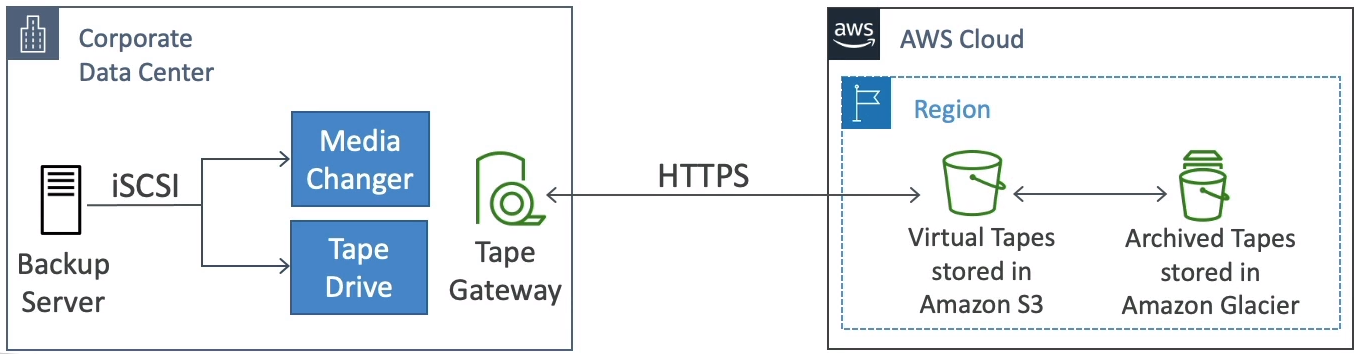 Corporate
Data Center
aws
AWS Cloud
Region
Media
Changer
iSCSI
HTTPS
Tape
Drive
Backup
Server
Tape
Gateway
Virtual Tapes
stored in
Amazon S3
Archived Tapes
stored in
Amazon Glacier